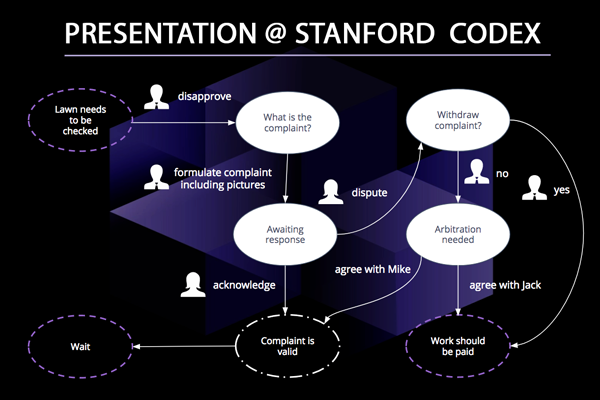 PRESENTATION @ STANFORD CODEX
Lawn needs
to be
checked
disapprove
What is the
complaint?
Withdraw
complaint?
formulate complaint
including pictures
dispute
no
yes
Awaiting
response
Arbitration
needed
agree with Mike
acknowledge
agree with Jack
Wait
Complaint is
valid
Work should
be paid